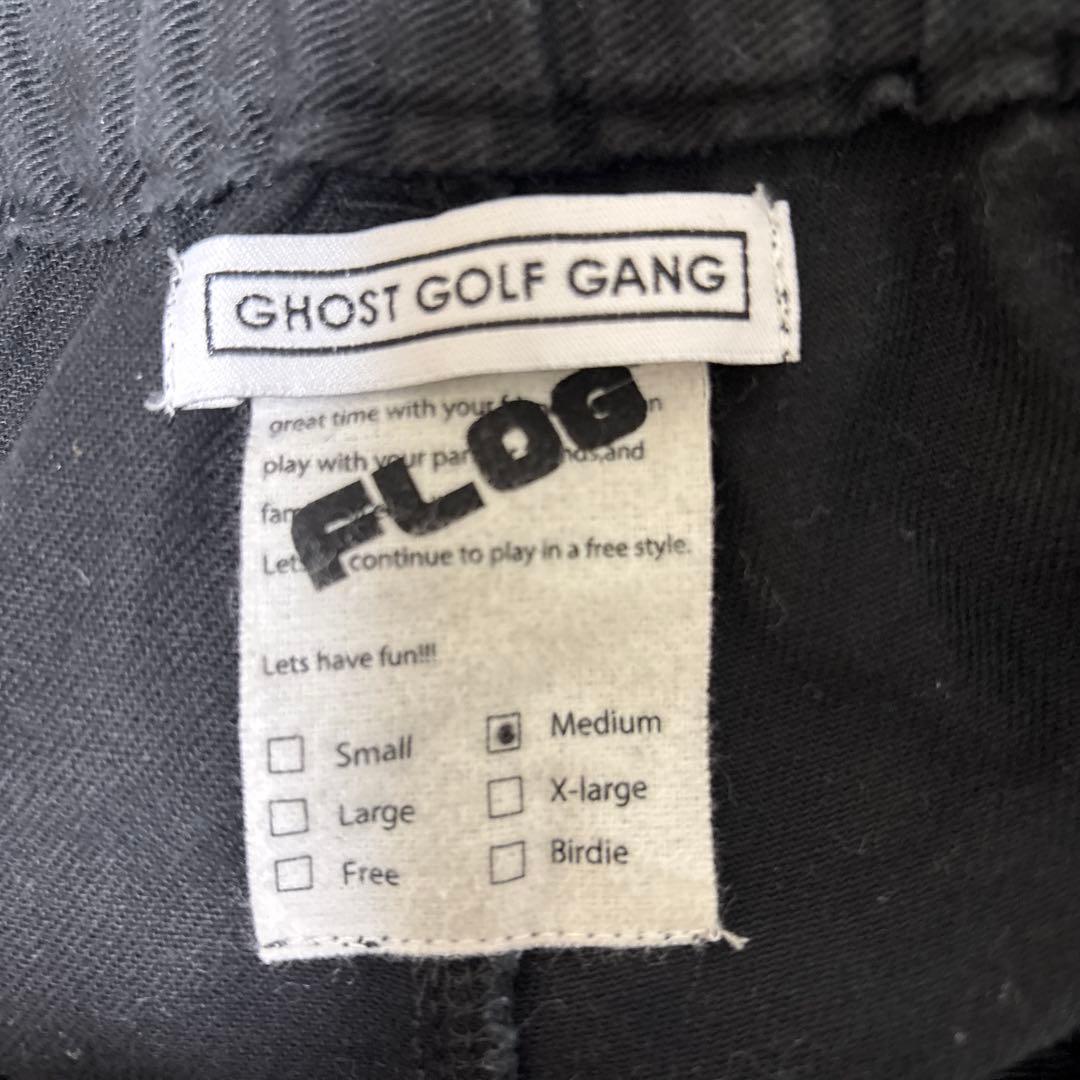 GHOST GOLF GANG
great time with your
play with your and
FLOG
continue to play in a free style.
Lets have fun!!!
Small
Medium
Large
X-large
Free
Birdie